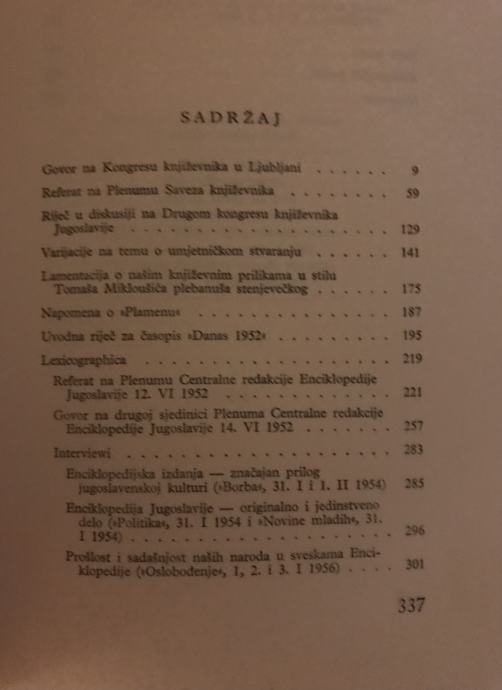 SADRŽAJ
Govor na Kongresu književnika u Ljubljani . . . . . . 9
Referat na Plenumu Saveza književnika . . . . . . . 59
Riječ u diskusiji na Drugom kongresu književnika
Jugoslavije . . . . . . . . . . . . . . . . . . 129
Varijacije na temu o umjetničkom stvaranju . . . . . . 141
Lamentacija o našim književnim prilikama u stilu
Tomaša Mikloušića plebanuša stenjevečkog . . . . . . 175
Napomena o »Plamenu« . . . . . . . . . . . . . 187
Uvodna riječ za časopis »Danas 1952« . . . . . . . . 195
Lexicographica . . . . . . . . . . . . . . . . . 219
Referat na Plenumu Centralne redakcije Enciklopedije
Jugoslavije 12. VI 1952 . . . . . . . . . . . . 221
Govor na drugoj sjedinici Plenuma Centralne redakcije
Enciklopedije Jugoslavije 14. VI 1952 . . . . . . . 257
Interviewi . . . . . . . . . . . . . . . . . . 283
Enciklopedijska izdanja — značajan prilog
jugoslavenskoj kulturi (»Borba«, 31. I i 1. II 1954) 285
Enciklopedija Jugoslavije — originalno i jedinstveno
delo (»Politika«, 31. I 1954 i »Novine mladih«, 31.
I 1954) . . . . . . . . . . . . . . . . . . 296
Prošlost i sadašnjost naših naroda u sveskama Enci-
klopedije (»Oslobođenje«, 1, 2. i 3. I 1956) . . . . 301
337